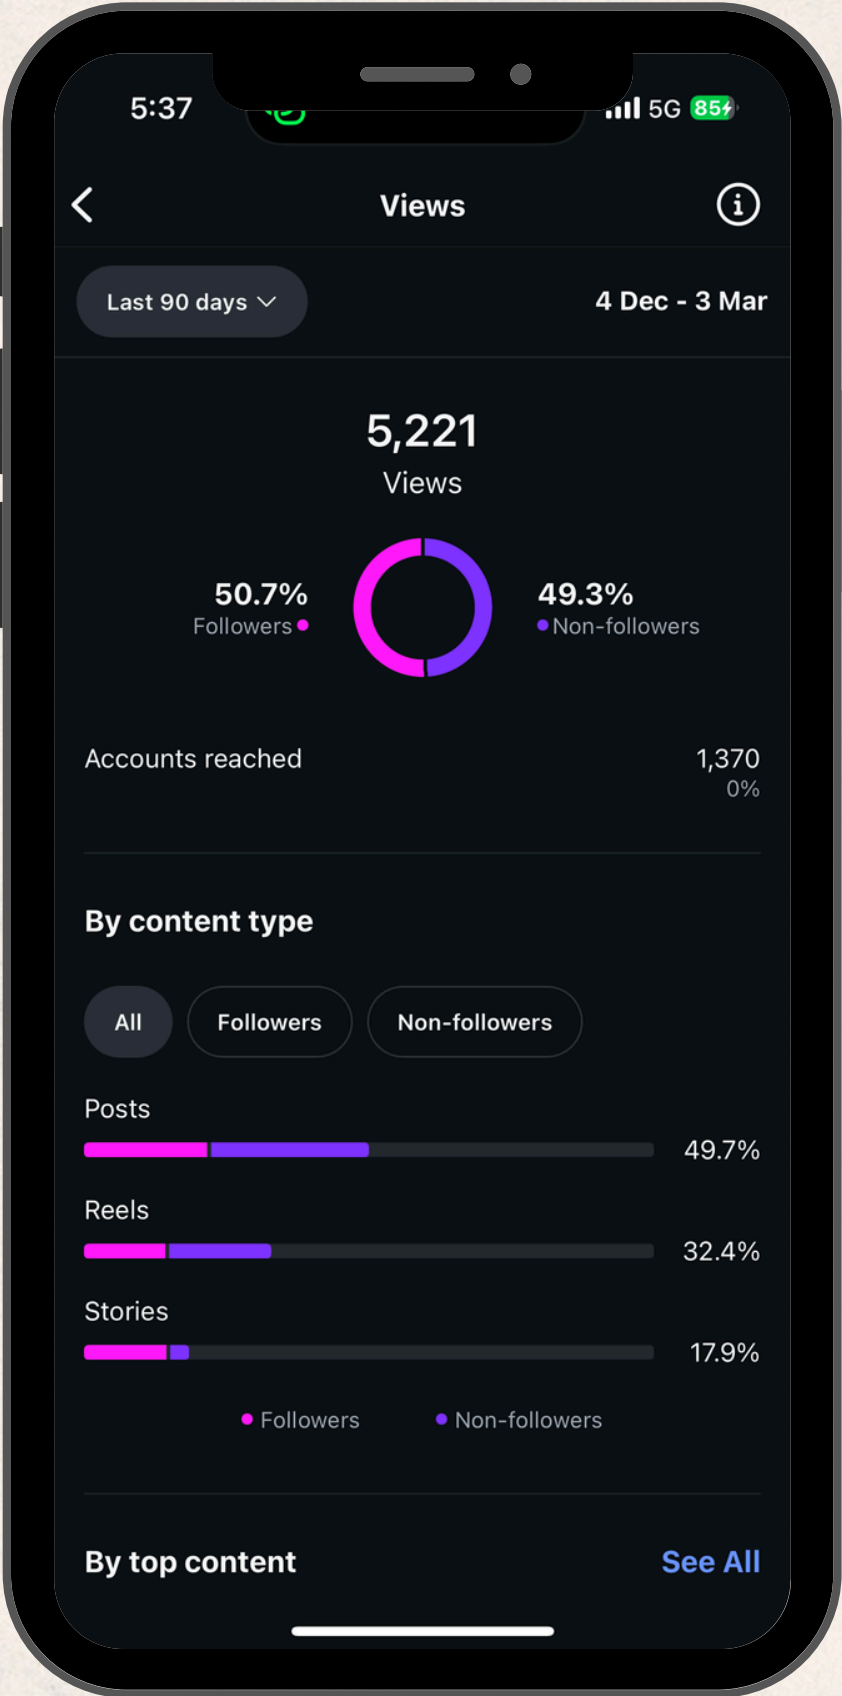 5:37
5G 85
Views
Last 90 days
4 Dec - 3 Mar
5,221
Views
50.7%
Followers
49.3%
Non-followers
Accounts reached
1,370
0%
By content type
All
Followers
Non-followers
Posts
49.7%
Reels
32.4%
Stories
17.9%
Followers
Non-followers
By top content
See All